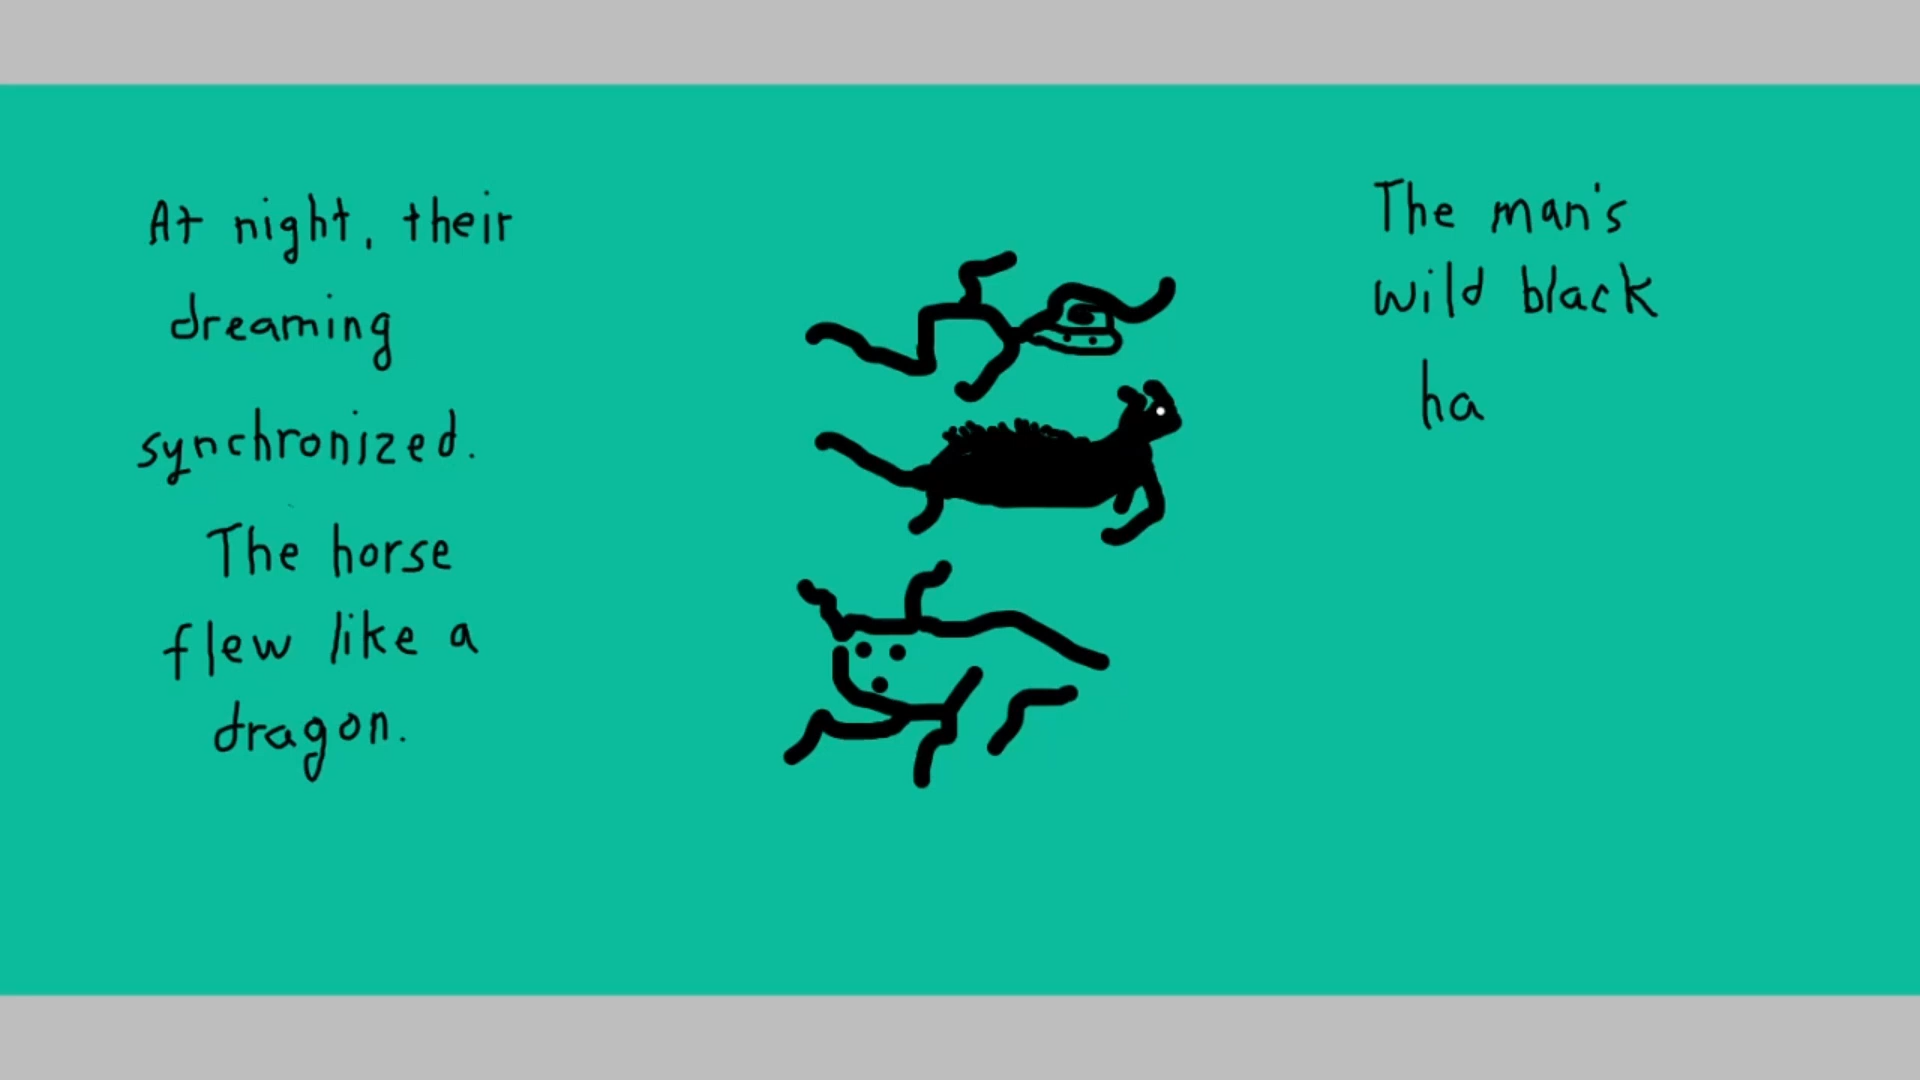 At night, their
dreaming
synchronized.
The horse
flew like a
dragon.
The man's
wild black
ha